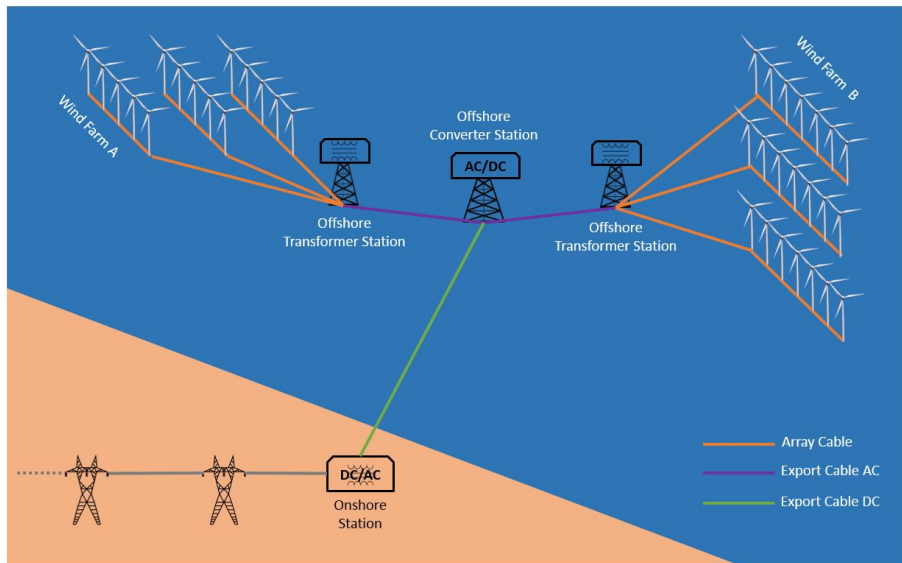 Wind Farm A
Wind Farm B
Offshore
Converter Station
AC/DC
Offshore
Transformer Station
Offshore
Transformer Station
DC/AC
Onshore
Station
Array Cable
Export Cable AC
Export Cable DC